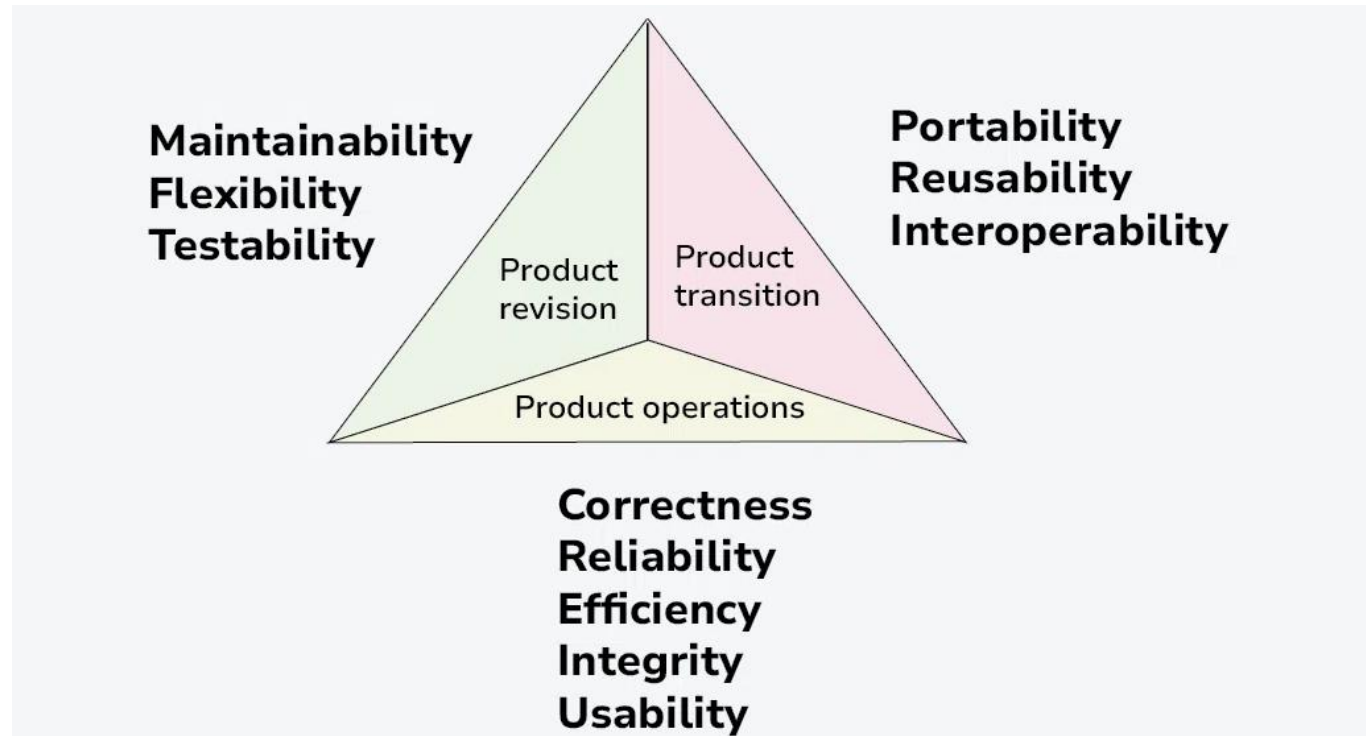 Maintainability
Flexibility
Testability
Portability
Reusability
Interoperability
Product
revision
Product
transition
Product operations
Correctness
Reliability
Efficiency
Integrity
Usability